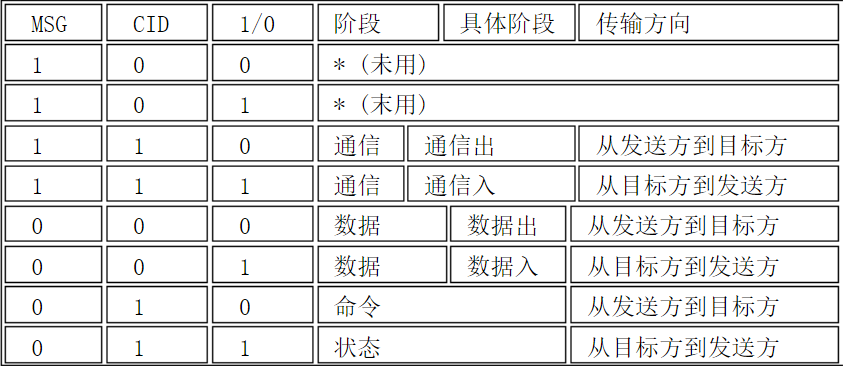 MSG CID 1/0 阶段 具体阶段 传输方向
1 0 0 * (未用)
1 0 1 * (末用)
1 1 0 通信 通信出 从发送方到目标方
1 1 1 通信 通信入 从目标方到发送方
0 0 0 数据 数据出 从发送方到目标方
0 0 1 数据 数据入 从目标方到发送方
0 1 0 命令 从发送方到目标方
0 1 1 状态 从目标方到发送方